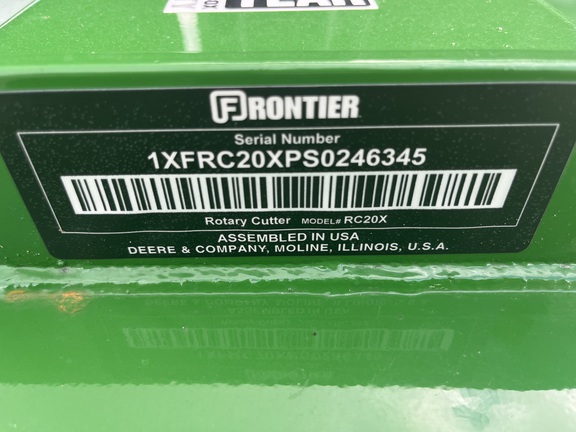 FRONTIER
Serial Number
1XFRC20XPS0246345
Rotary Cutter MODEL# RC20X
ASSEMBLED IN USA
DEERE & COMPANY, MOLINE, ILLINOIS, U.S.A.